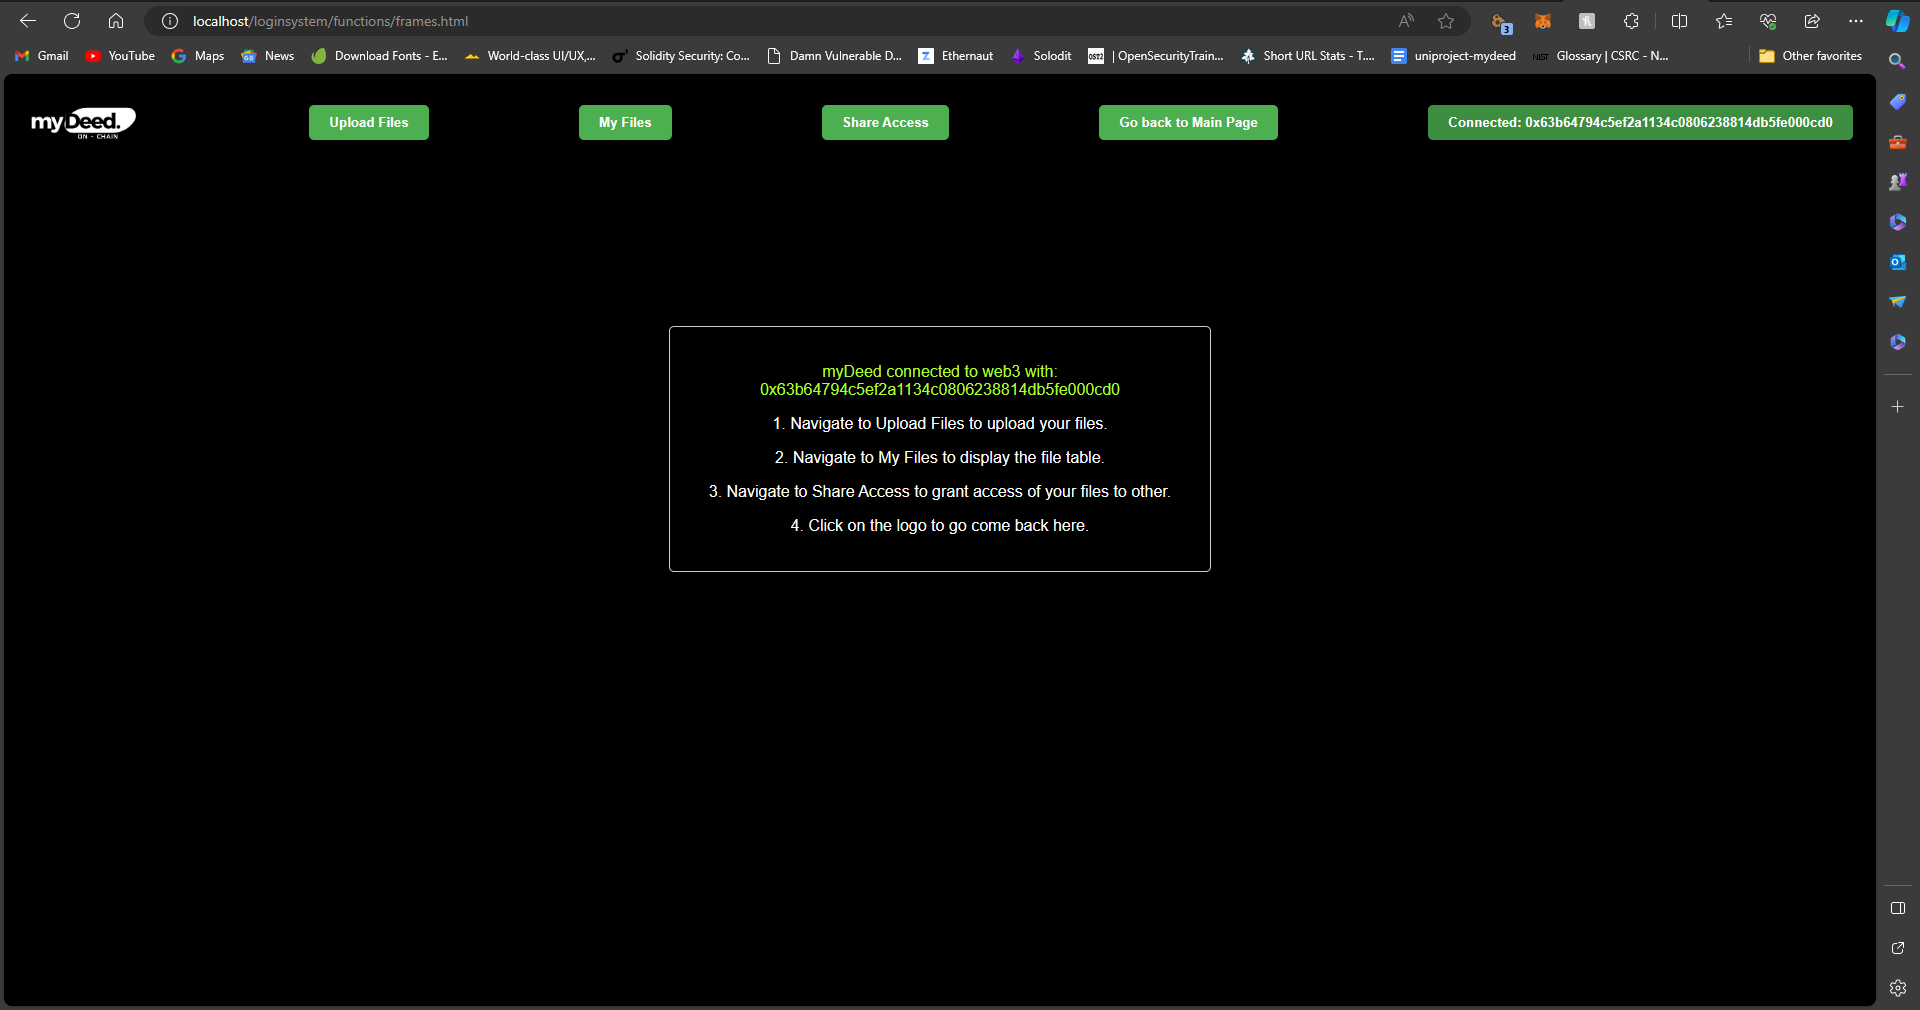 localhost/loginsystem/functions/frames.html
3
Gmail
YouTube
Maps
News
Download Fonts - E...
World-class UI/UX,...
Solidity Security: Co...
Damn Vulnerable D...
Ethernaut
Solodit
| OpenSecurityTrain...
Short URL Stats - T....
uniproject-mydeed
NIST Glossary | CSRC - N...
Other favorites
myDeed.
ON - CHAIN
Upload Files
My Files
Share Access
Go back to Main Page
Connected: 0x63b64794c5ef2a1134c0806238814db5fe000cd0
myDeed connected to web3 with:
0x63b64794c5ef2a1134c0806238814db5fe000cd0
1. Navigate to Upload Files to upload your files.
2. Navigate to My Files to display the file table.
3. Navigate to Share Access to grant access of your files to other.
4. Click on the logo to go come back here.